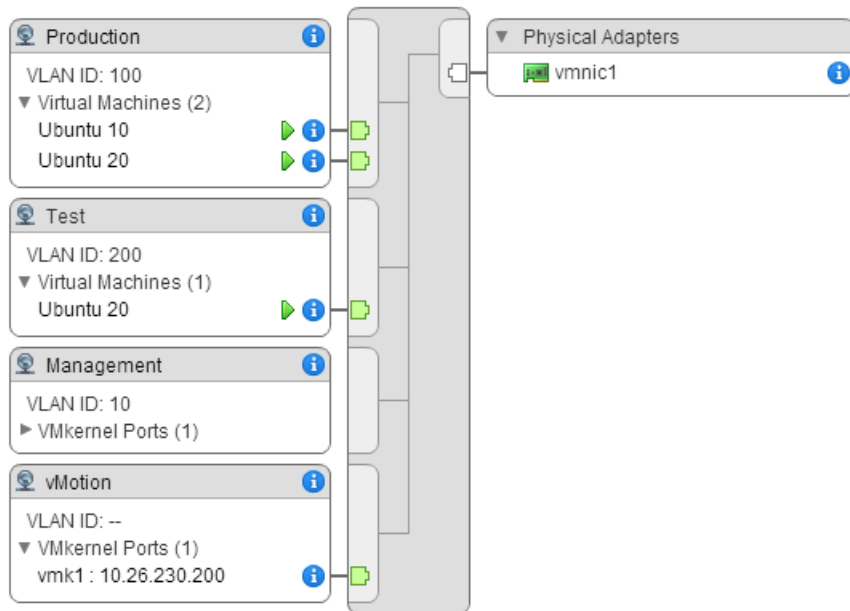 Production
VLAN ID: 100
Virtual Machines (2)
Ubuntu 10
Ubuntu 20
Test
VLAN ID: 200
Virtual Machines (1)
Ubuntu 20
Management
VLAN ID: 10
VMkernel Ports (1)
vMotion
VLAN ID: --
VMkernel Ports (1)
vmk1 : 10.26.230.200
Physical Adapters
vmnic1